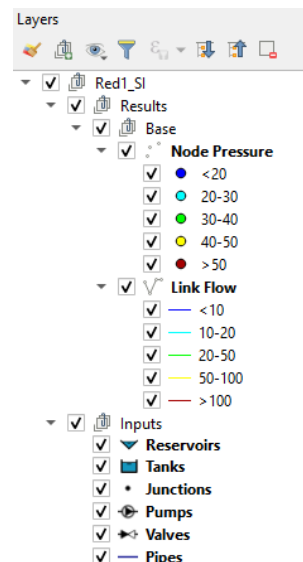 Layers
Red1_SI
Results
Base
Node Pressure
<20
20-30
30-40
40-50
>50
Link Flow
<10
10-20
20-50
50-100
>100
Inputs
Reservoirs
Tanks
Junctions
Pumps
Valves
Pipes